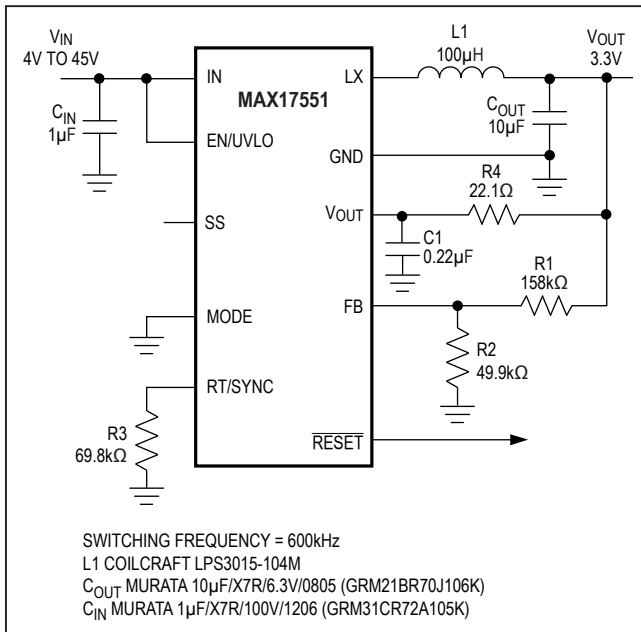 VIN
4V TO 45V
CIN
1µF
IN
EN/UVLO
SS
MODE
RT/SYNC
R3
69.8kΩ
MAX17551
LX
GND
VOUT
FB
RESET
L1
100µH
VOUT
3.3V
COUT
10µF
R4
22.1Ω
C1
0.22µF
R1
158kΩ
R2
49.9kΩ
SWITCHING FREQUENCY = 600kHz
L1 COILCRAFT LPS3015-104M
COUT MURATA 10µF/X7R/6.3V/0805 (GRM21BR70J106K)
CIN MURATA 1µF/X7R/100V/1206 (GRM31CR72A105K)